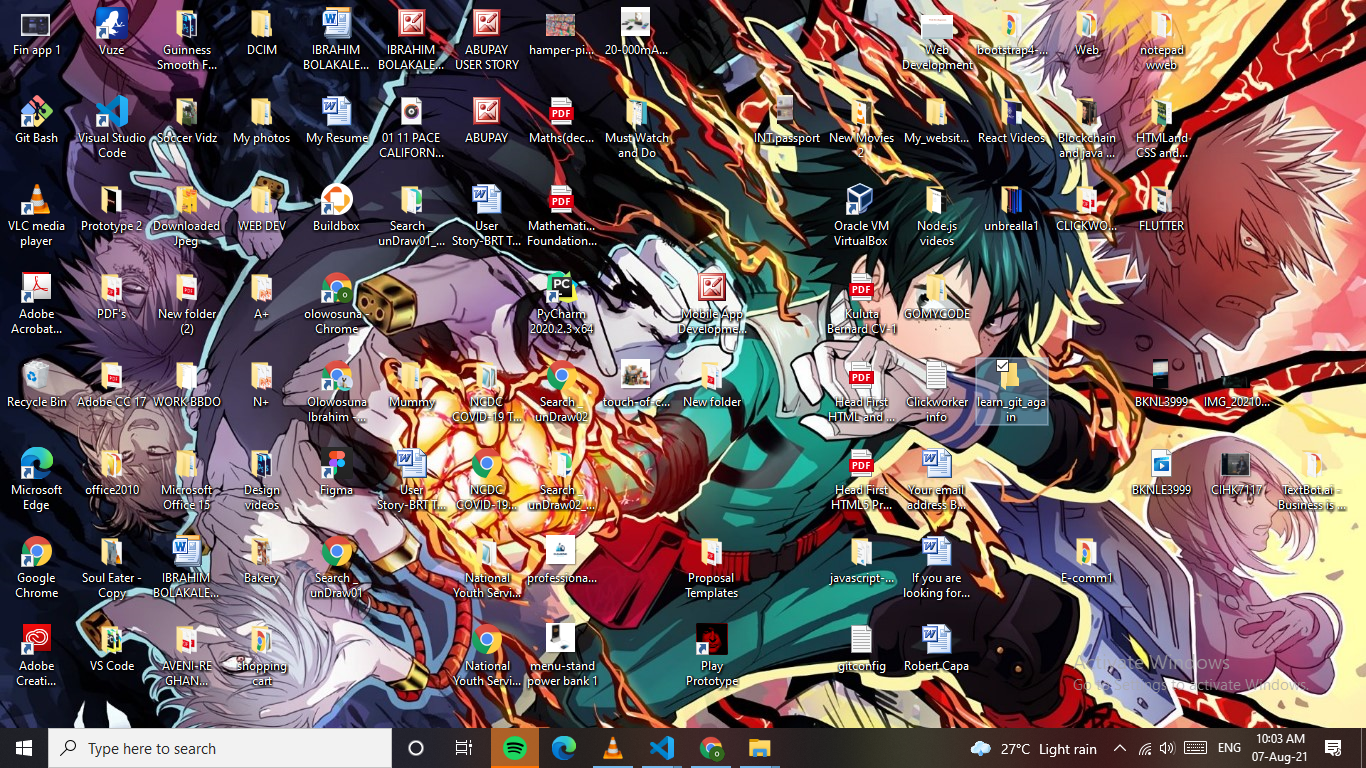 Fin app 1
Vuze
Guinness
Smooth F...
DCIM
IBRAHIM
BOLAKALE...
IBRAHIM
BOLAKALE...
ABUPAY
USER STORY
hamper-pi...
20-000mA...
Web
Development
bootstrap4-...
Web
notepad
wweb
Git Bash
Visual Studio
Code
Soccer Vidz
My photos
My Resume
01 11 PACE
CALIFORN...
ABUPAY
PDF
Maths(dec...
Must Watch
and Do
INT.passport
New Movies
2
My_websit...
React Videos
Blockchain
and java ...
HTMLand
CSS and...
VLC media
player
Prototype 2
Downloaded
Jpeg
WEB DEV
Buildbox
Search _
unDraw01_...
User
Story-BRT T...
PDF
Mathemati...
Foundation...
Oracle VM
VirtualBox
Node.js
videos
unbrealla1
CLICKWO...
FLUTTER
Adobe
Acrobat...
PDF's
New folder
(2)
A+
olowosuna -
Chrome
PC
PyCharm
2020.2.3 x64
Mobile App
Developme...
PDF
Kuluta
Bernard CV-1
GOMYCODE
Recycle Bin
Adobe CC 17
WORK BBDO
N+
Olowosuna
Ibrahim -...
Mummy
NCDC
COVID-19 T...
Search _
unDraw02
touch-of-c...
New folder
PDF
Head First
HTML and ...
Clickworker
info
learn_git_aga
in
BKNL3999
IMG_20210...
Microsoft
Edge
office2010
Microsoft
Office 15
Design
videos
Figma
User
Story-BRT T...
NCDC
COVID-19...
Search _
unDraw02_...
PDF
Head First
HTML5 Pr...
Your email
address B...
BKNLE3999
CIHK7117
TextBot.ai -
Business is ...
Google
Chrome
Soul Eater -
Copy
IBRAHIM
BOLAKALE...
Bakery
Search _
unDraw01
National
Youth Servi...
professiona...
Proposal
Templates
javascript-...
If you are
looking for...
E-comm1
Adobe
Creati...
VS Code
AVENI-RE
GHAN...
shopping
cart
National
Youth Servi...
menu-stand
power bank 1
Play
Prototype
gitconfig
Robert Capa
Activate Windows
Go to Settings to activate Windows.
Type here to search
27°C Light rain
ENG
10:03 AM
07-Aug-21